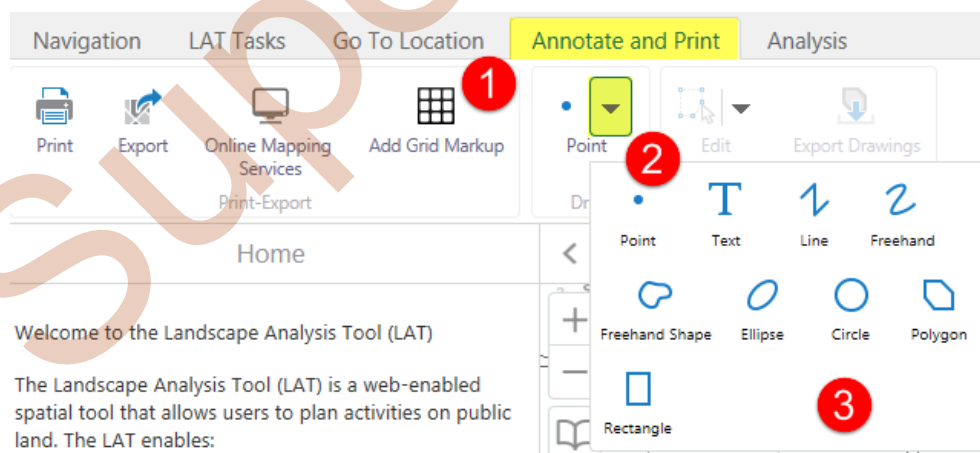 Navigation LAT Tasks Go To Location Annotate and Print Analysis
1
Print Export Online Mapping Services Add Grid Markup Point Edit Export Drawings
2
Print-Export Dr
Point Text Line Freehand
Home
Freehand Shape Ellipse Circle Polygon
Welcome to the Landscape Analysis Tool (LAT)
The Landscape Analysis Tool (LAT) is a web-enabled
spatial tool that allows users to plan activities on public
land. The LAT enables:
3
Rectangle
Supe